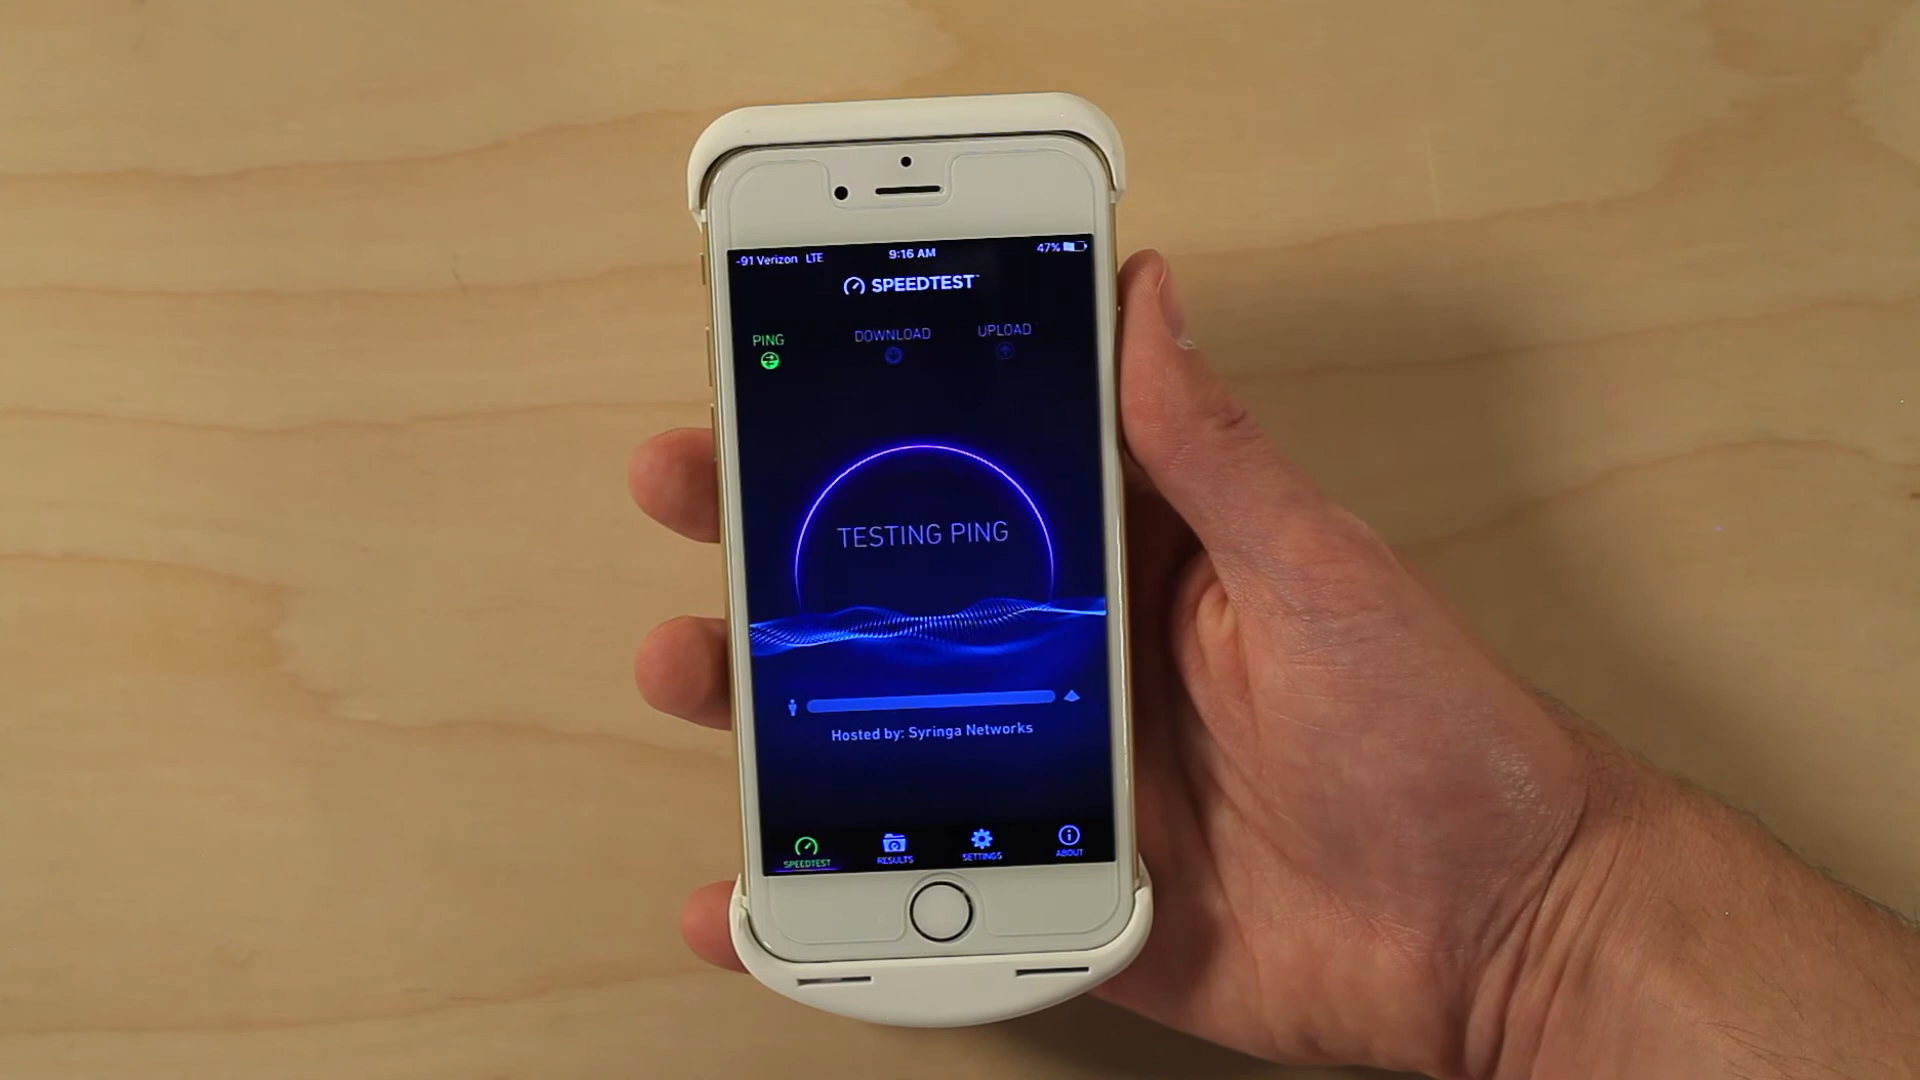 -91 Verizon LTE 9:16 AM 47%
SPEEDTEST
PING DOWNLOAD UPLOAD
TESTING PING
Hosted by: Syringa Networks
SPEEDTEST RESULTS SETTINGS ABOUT